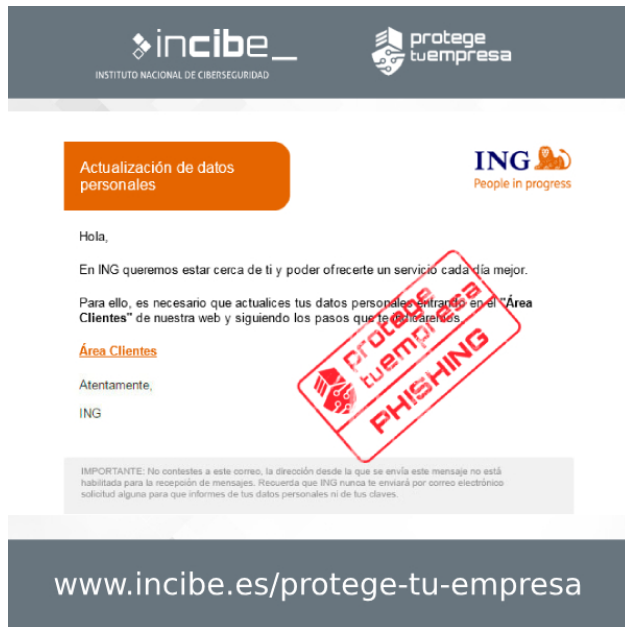 incibe_
INSTITUTO NACIONAL DE CIBERSEGURIDAD
protege
tuempresa
Actualización de datos
personales
ING
People in progress
Hola,
En ING queremos estar cerca de ti y poder ofrecerte un servicio cada día mejor.
Para ello, es necesario que actualices tus datos personales entrando en el "Área
Clientes" de nuestra web y siguiendo los pasos que te indicaremos.
Área Clientes
Atentamente,
ING
protege
tuempresa
PHISHING
IMPORTANTE: No contestes a este correo, la dirección desde la que se envía este mensaje no está
habilitada para la recepción de mensajes. Recuerda que ING nunca te enviará por correo electrónico
solicitud alguna para que informes de tus datos personales ni de tus claves.
www.incibe.es/protege-tu-empresa